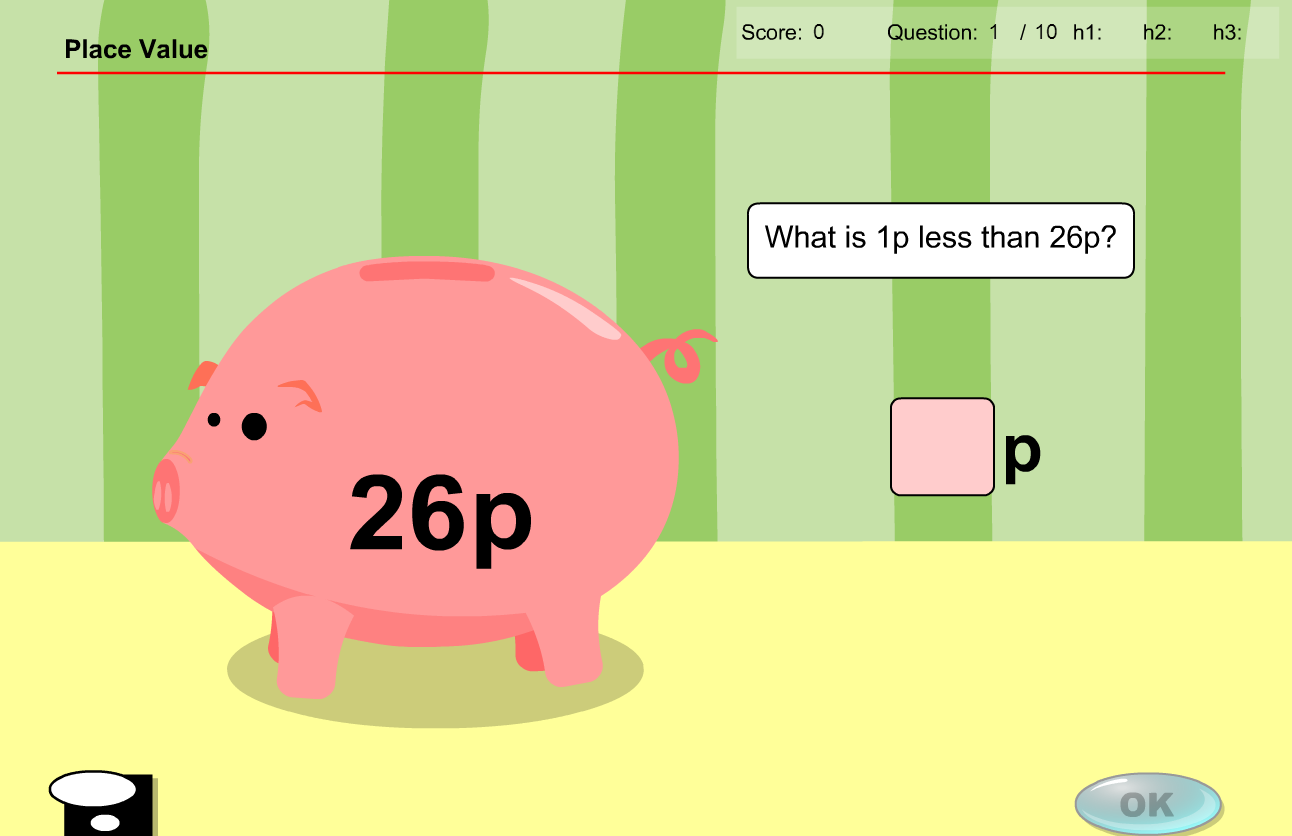 Place Value
Score: 0 Question: 1 / 10 h1: h2: h3:
What is 1p less than 26p?
p
26p
OK